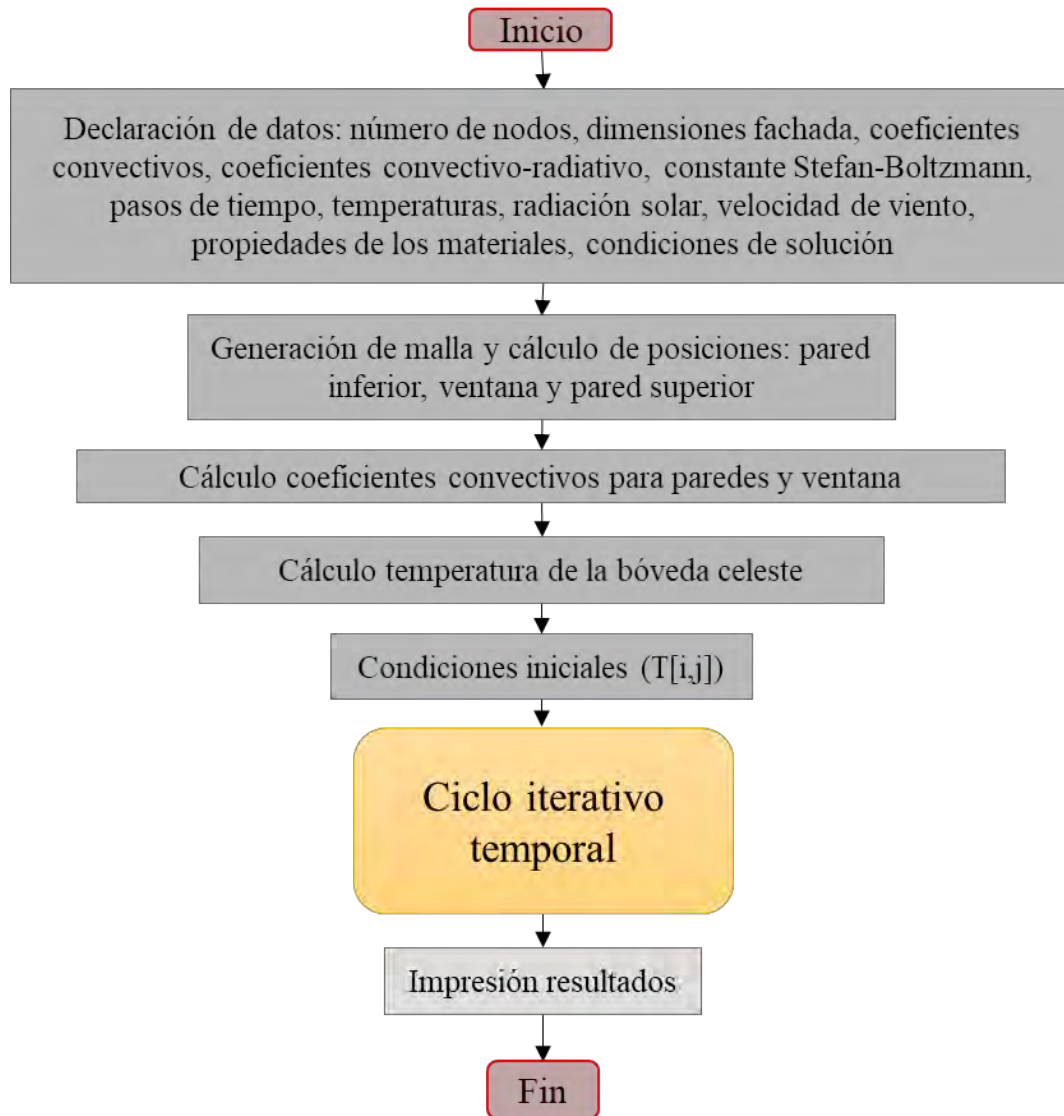 Inicio
Declaración de datos: número de nodos, dimensiones fachada, coeficientes
convectivos, coeficientes convectivo-radiativo, constante Stefan-Boltzmann,
pasos de tiempo, temperaturas, radiación solar, velocidad de viento,
propiedades de los materiales, condiciones de solución
Generación de malla y cálculo de posiciones: pared
inferior, ventana y pared superior
Cálculo coeficientes convectivos para paredes y ventana
Cálculo temperatura de la bóveda celeste
Condiciones iniciales (T[i,j])
Ciclo iterativo
temporal
Impresión resultados
Fin